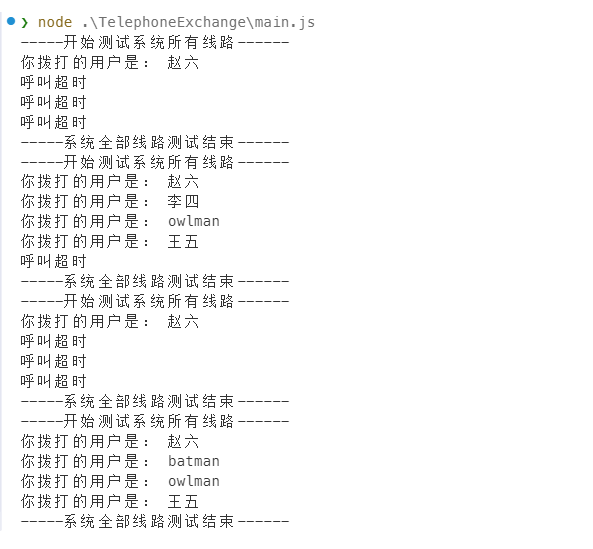 ❯ node .\TelephoneExchange\main.js
-----开始测试系统所有线路------
你拨打的用户是： 赵六
呼叫超时
呼叫超时
呼叫超时
-----系统全部线路测试结束------
-----开始测试系统所有线路------
你拨打的用户是： 赵六
你拨打的用户是： 李四
你拨打的用户是： owlman
你拨打的用户是： 王五
呼叫超时
-----系统全部线路测试结束------
-----开始测试系统所有线路------
你拨打的用户是： 赵六
呼叫超时
呼叫超时
呼叫超时
-----系统全部线路测试结束------
-----开始测试系统所有线路------
你拨打的用户是： 赵六
你拨打的用户是： batman
你拨打的用户是： owlman
你拨打的用户是： 王五
-----系统全部线路测试结束------